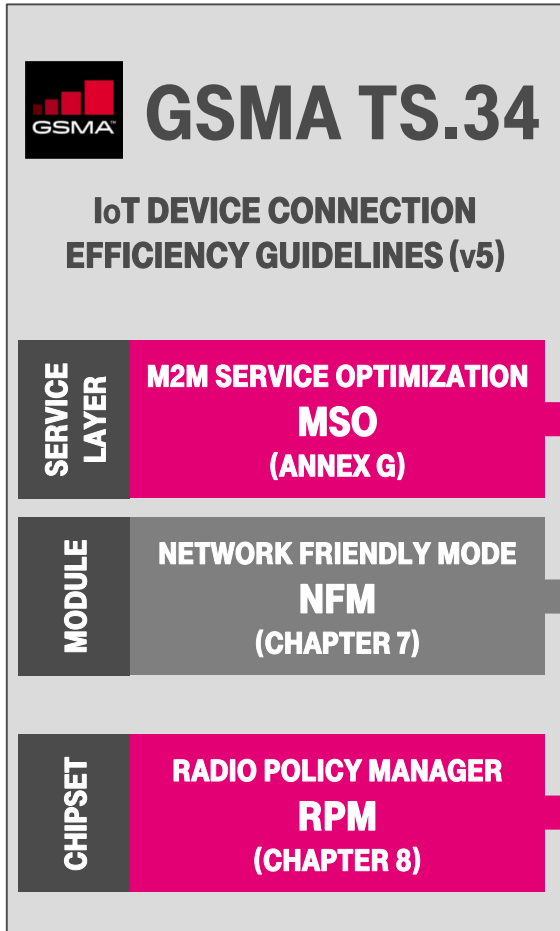 GSMA™
GSMA TS.34
IoT DEVICE CONNECTION
EFFICIENCY GUIDELINES (v5)
SERVICE
LAYER
M2M SERVICE OPTIMIZATION
MSO
(ANNEX G)
MODULE
NETWORK FRIENDLY MODE
NFM
(CHAPTER 7)
CHIPSET
RADIO POLICY MANAGER
RPM
(CHAPTER 8)